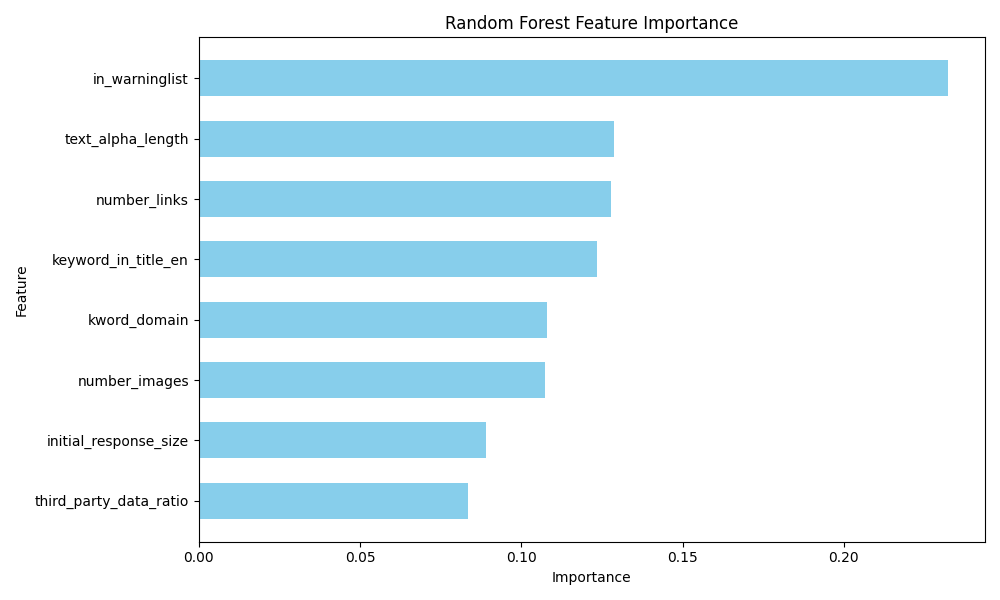 Random Forest Feature Importance
in_warninglist
text_alpha_length
number_links
keyword_in_title_en
kword_domain
number_images
initial_response_size
third_party_data_ratio
Feature
0.00 0.05 0.10 0.15 0.20
Importance